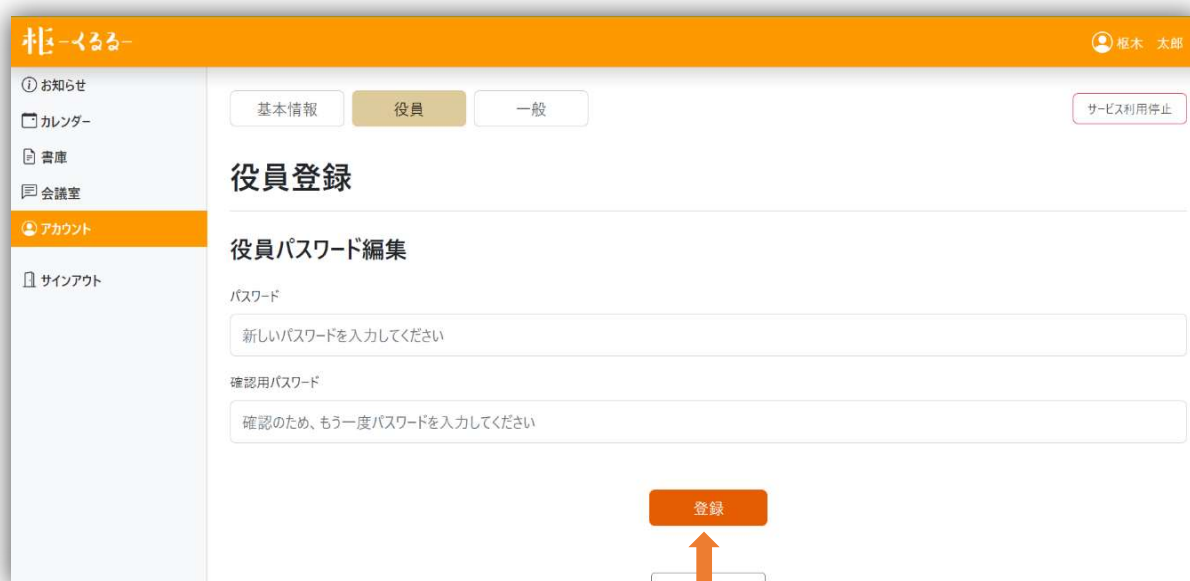 枢-くるる-
枢木 太郎
お知らせ
カレンダー
書庫
会議室
アカウント
サインアウト
基本情報
役員
一般
サービス利用停止
役員登録
役員パスワード編集
パスワード
新しいパスワードを入力してください
確認用パスワード
確認のため、もう一度パスワードを入力してください
登録